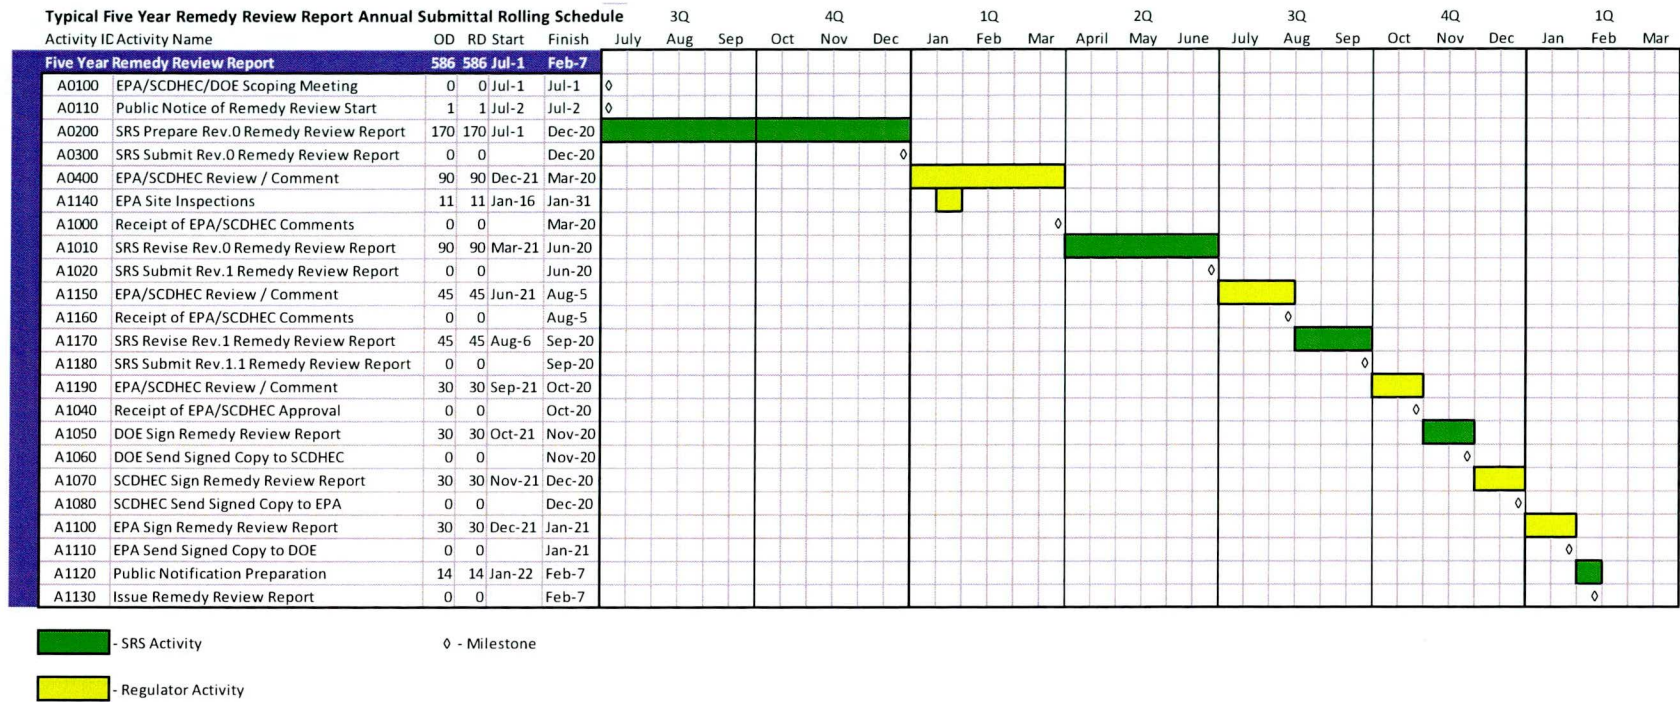 Typical Five Year Remedy Review Report Annual Submittal Rolling Schedule 3Q 4Q 1Q 2Q 3Q 4Q 1Q
Activity ID Activity Name OD RD Start Finish July Aug Sep Oct Nov Dec Jan Feb Mar April May June July Aug Sep Oct Nov Dec Jan Feb Mar
Five Year Remedy Review Report 586 586 Jul-1 Feb-7
A0100 EPA/SCDHEC/DOE Scoping Meeting 0 0 Jul-1 Jul-1
A0110 Public Notice of Remedy Review Start 1 1 Jul-2 Jul-2
A0200 SRS Prepare Rev.0 Remedy Review Report 170 170 Jul-1 Dec-20
A0300 SRS Submit Rev.0 Remedy Review Report 0 0 Dec-20
A0400 EPA/SCDHEC Review / Comment 90 90 Dec-21 Mar-20
A1140 EPA Site Inspections 11 11 Jan-16 Jan-31
A1000 Receipt of EPA/SCDHEC Comments 0 0 Mar-20
A1010 SRS Revise Rev.0 Remedy Review Report 90 90 Mar-21 Jun-20
A1020 SRS Submit Rev.1 Remedy Review Report 0 0 Jun-20
A1150 EPA/SCDHEC Review / Comment 45 45 Jun-21 Aug-5
A1160 Receipt of EPA/SCDHEC Comments 0 0 Aug-5
A1170 SRS Revise Rev.1 Remedy Review Report 45 45 Aug-6 Sep-20
A1180 SRS Submit Rev.1.1 Remedy Review Report 0 0 Sep-20
A1190 EPA/SCDHEC Review / Comment 30 30 Sep-21 Oct-20
A1040 Receipt of EPA/SCDHEC Approval 0 0 Oct-20
A1050 DOE Sign Remedy Review Report 30 30 Oct-21 Nov-20
A1060 DOE Send Signed Copy to SCDHEC 0 0 Nov-20
A1070 SCDHEC Sign Remedy Review Report 30 30 Nov-21 Dec-20
A1080 SCDHEC Send Signed Copy to EPA 0 0 Dec-20
A1100 EPA Sign Remedy Review Report 30 30 Dec-21 Jan-21
A1110 EPA Send Signed Copy to DOE 0 0 Jan-21
A1120 Public Notification Preparation 14 14 Jan-22 Feb-7
A1130 Issue Remedy Review Report 0 0 Feb-7
- SRS Activity ◊ - Milestone
- Regulator Activity